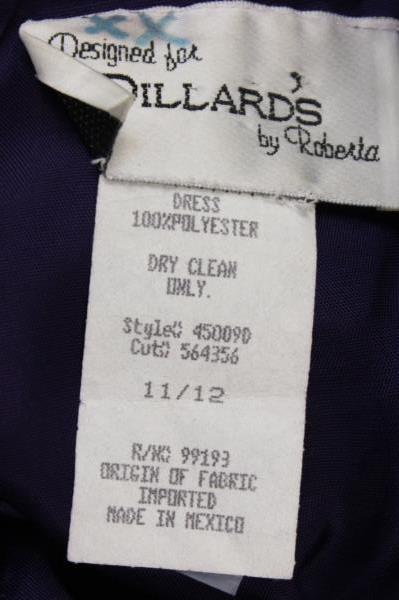 XX
Designed for
DILLARD'S
by Roberta
DRESS
100%POLYESTER
DRY CLEAN
ONLY.
Style#: 450090
Cut#: 564356
11/12
R/N#: 99193
ORIGIN OF FABRIC
IMPORTED
MADE IN MEXICO